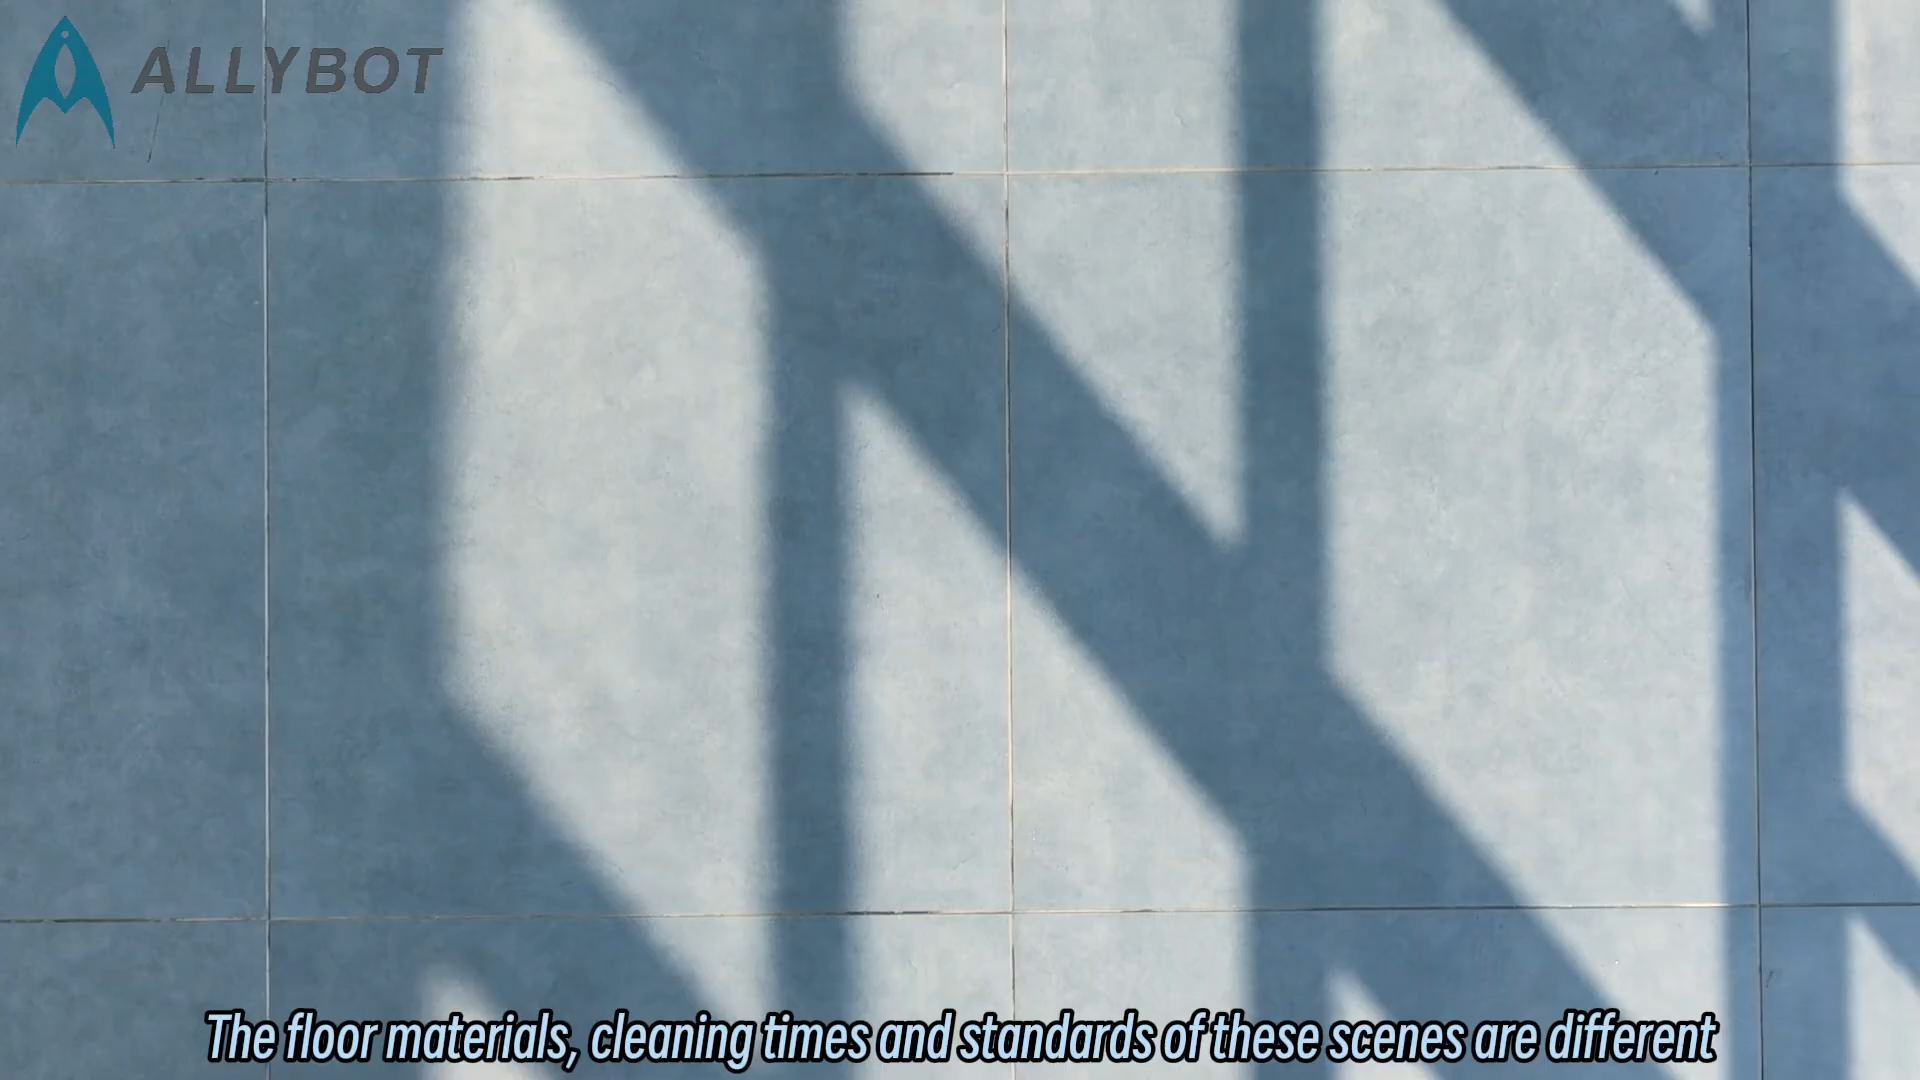 ALLYBOT
The floor materials, cleaning times and standards of these scenes are different